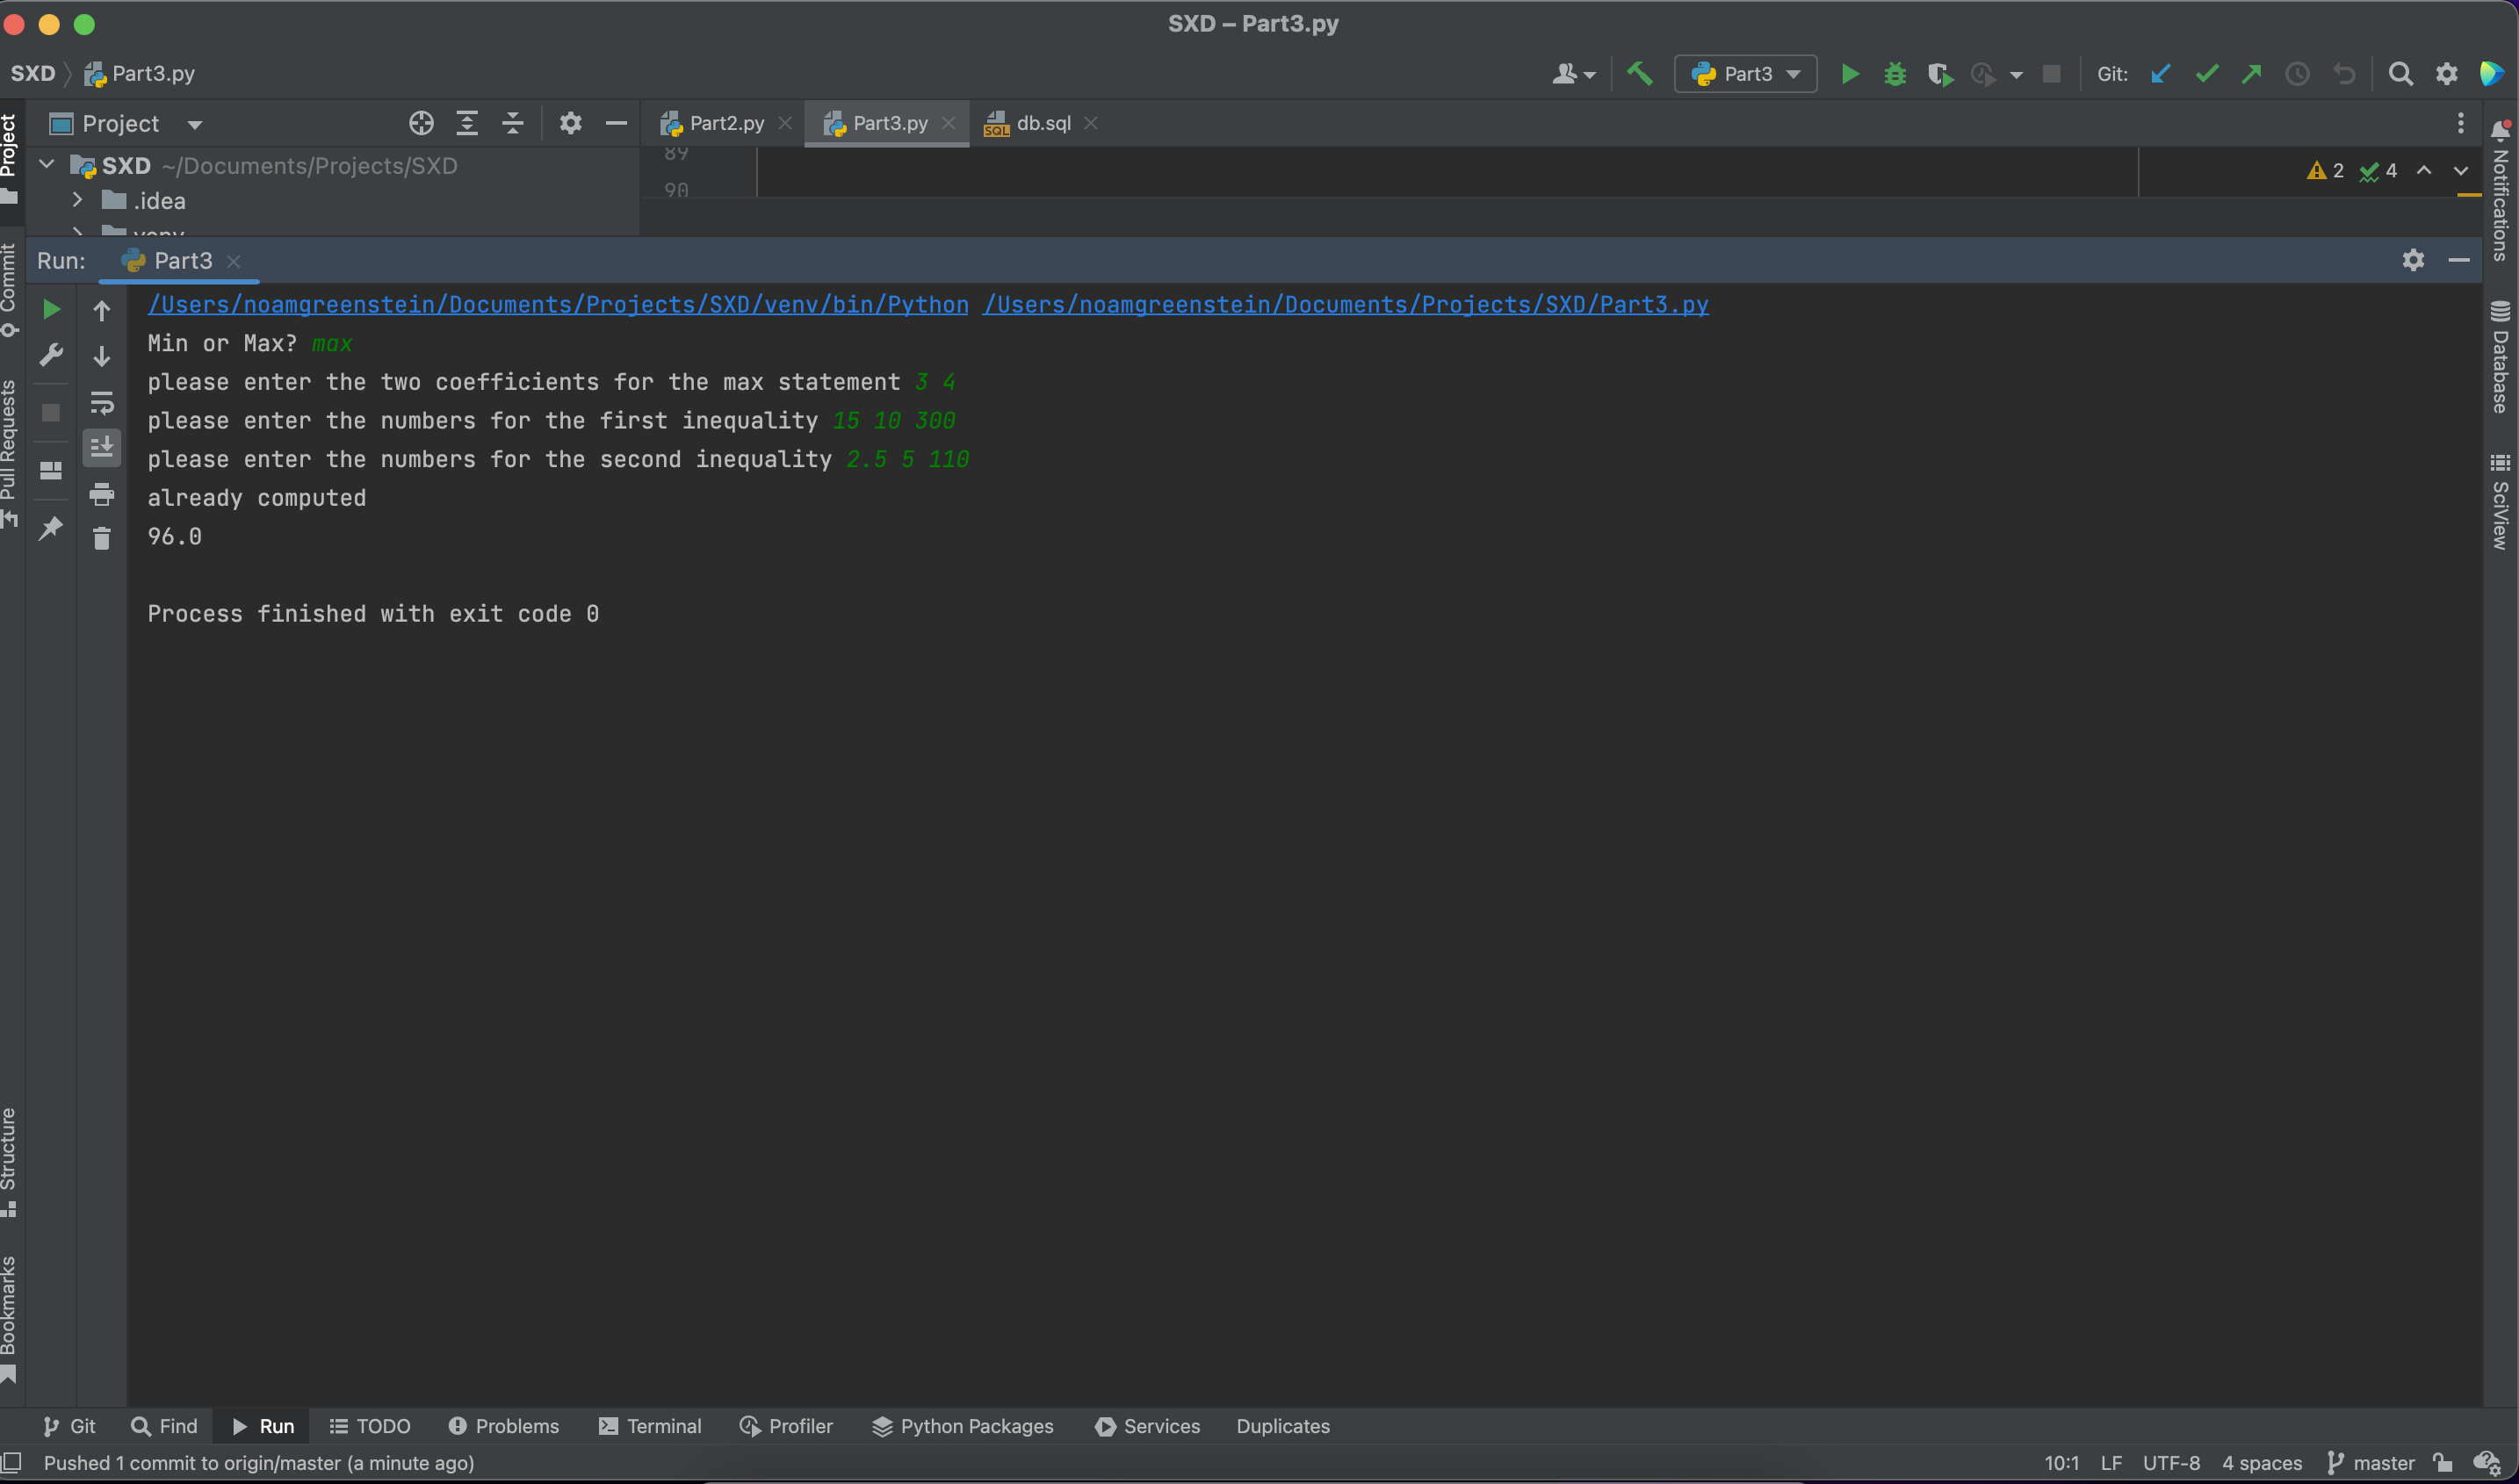 SXD – Part3.py
SXD Part3.py
Part3 Git:
Project
Part2.py Part3.py db.sql
SXD ~/Documents/Projects/SXD
.idea
venv
89
90
2 4
Run: Part3
/Users/noamgreenstein/Documents/Projects/SXD/venv/bin/Python /Users/noamgreenstein/Documents/Projects/SXD/Part3.py
Min or Max? max
please enter the two coefficients for the max statement 3 4
please enter the numbers for the first inequality 15 10 300
please enter the numbers for the second inequality 2.5 5 110
already computed
96.0
Process finished with exit code 0
Project
Commit
Pull Requests
Structure
Bookmarks
Notifications
Database
SciView
Git Find Run TODO Problems Terminal Profiler Python Packages Services Duplicates
Pushed 1 commit to origin/master (a minute ago) 10:1 LF UTF-8 4 spaces master